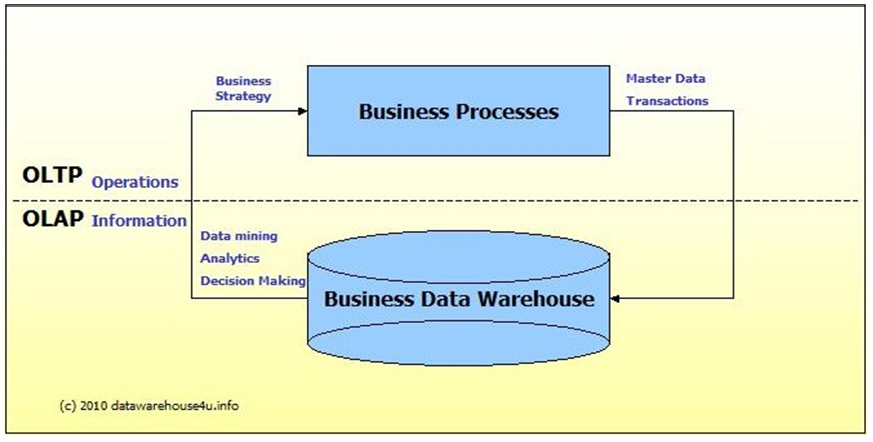 Business
Strategy
Business Processes
Master Data
Transactions
OLTP Operations
OLAP Information
Data mining
Analytics
Decision Making
Business Data Warehouse
(c) 2010 datawarehouse4u.info